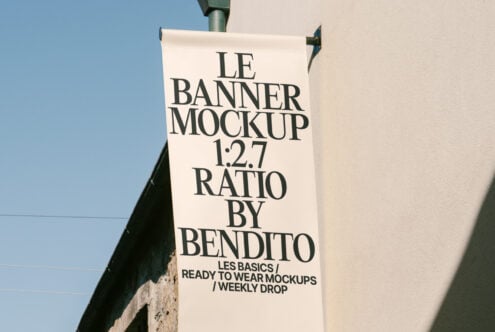 LE
BANNER
MOCKUP
1:2.7
RATIO
BY
BENDITO
LES BASICS /
READY TO WEAR MOCKUPS
/ WEEKLY DROP